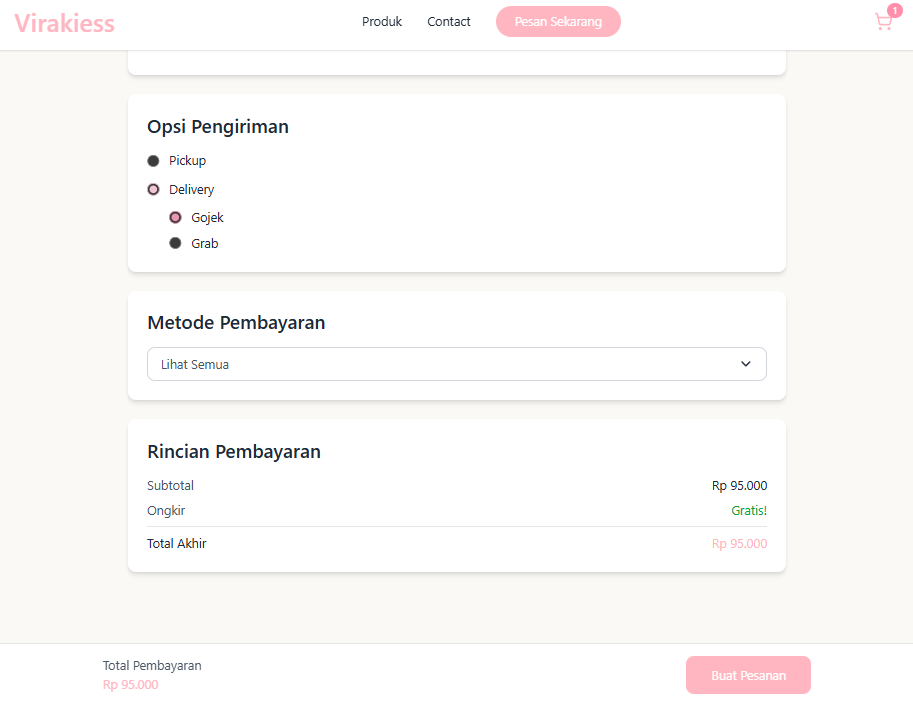 Virakiess
Produk
Contact
Pesan Sekarang
1
Opsi Pengiriman
Pickup
Delivery
Gojek
Grab
Metode Pembayaran
Lihat Semua
Rincian Pembayaran
Subtotal Rp 95.000
Ongkir Gratis!
Total Akhir Rp 95.000
Total Pembayaran
Rp 95.000
Buat Pesanan